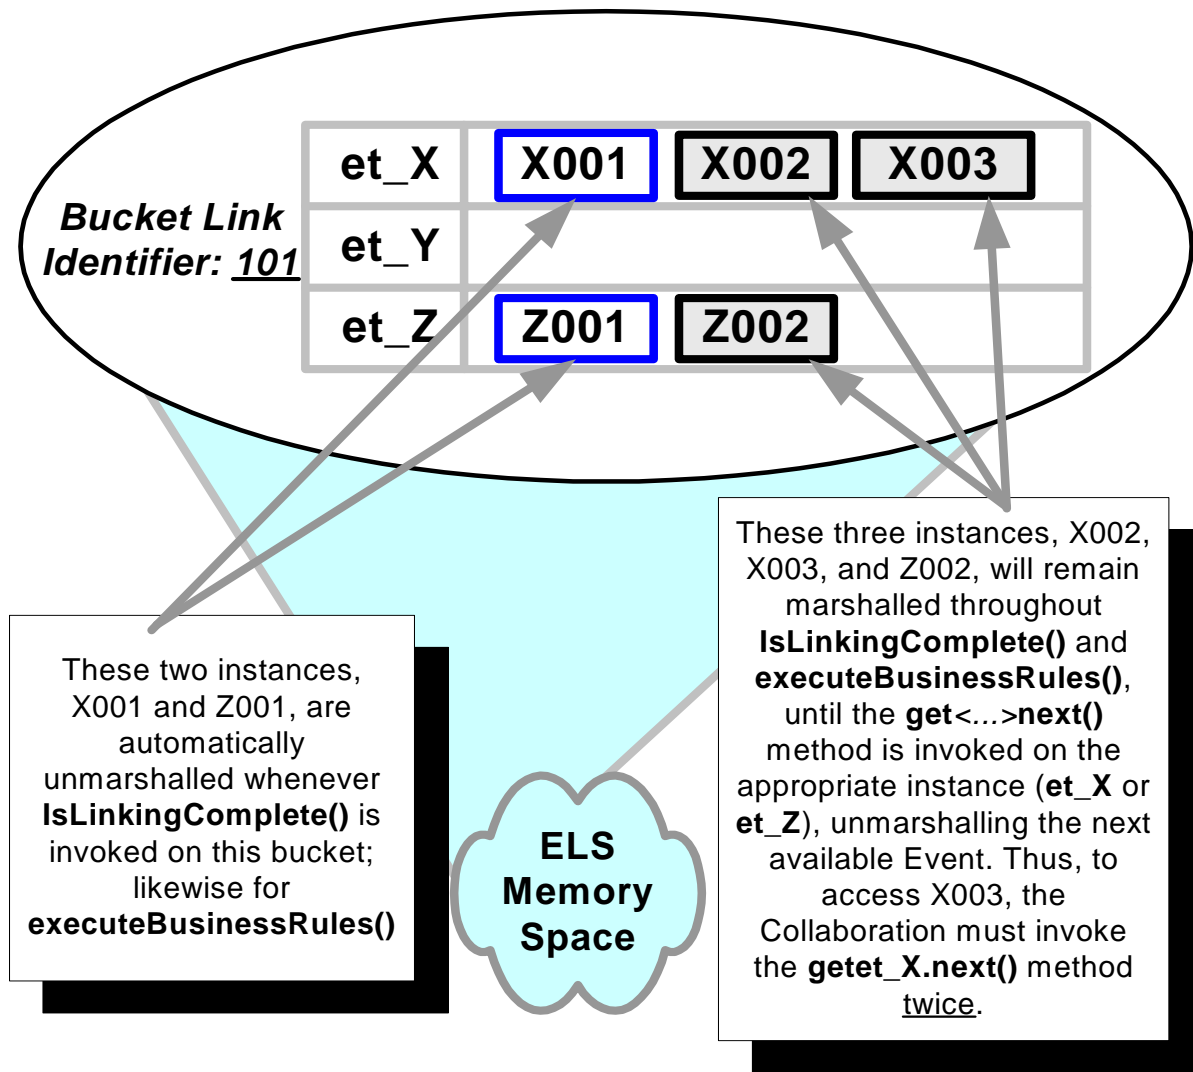 et_X X001 X002 X003
Bucket Link
Identifier: 101
et_Y
et_Z Z001 Z002
These two instances,
X001 and Z001, are
automatically
unmarshalled whenever
IsLinkingComplete() is
invoked on this bucket;
likewise for
executeBusinessRules()
ELS
Memory
Space
These three instances, X002,
X003, and Z002, will remain
marshalled throughout
IsLinkingComplete() and
executeBusinessRules(),
until the get<...>next()
method is invoked on the
appropriate instance (et_X or
et_Z), unmarshalling the next
available Event. Thus, to
access X003, the
Collaboration must invoke
the getet_X.next() method
twice.